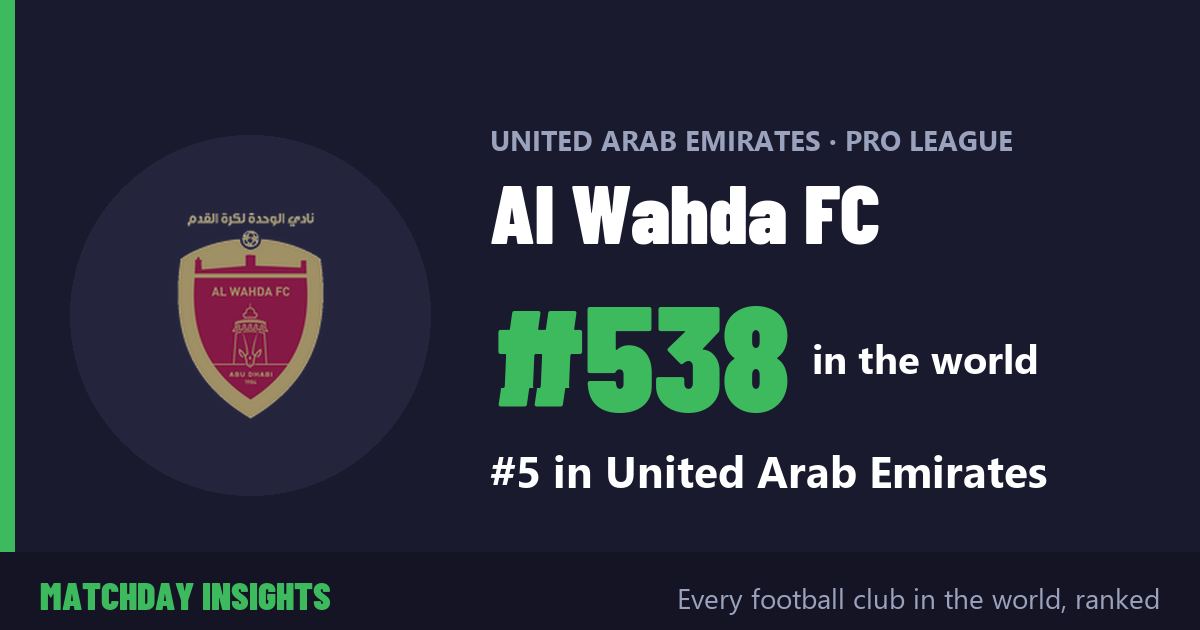 UNITED ARAB EMIRATES · PRO LEAGUE
Al Wahda FC
نادي الوحدة لكرة القدم
AL WAHDA FC
ABU DHABI
#538 in the world
#5 in United Arab Emirates
MATCHDAY INSIGHTS
Every football club in the world, ranked